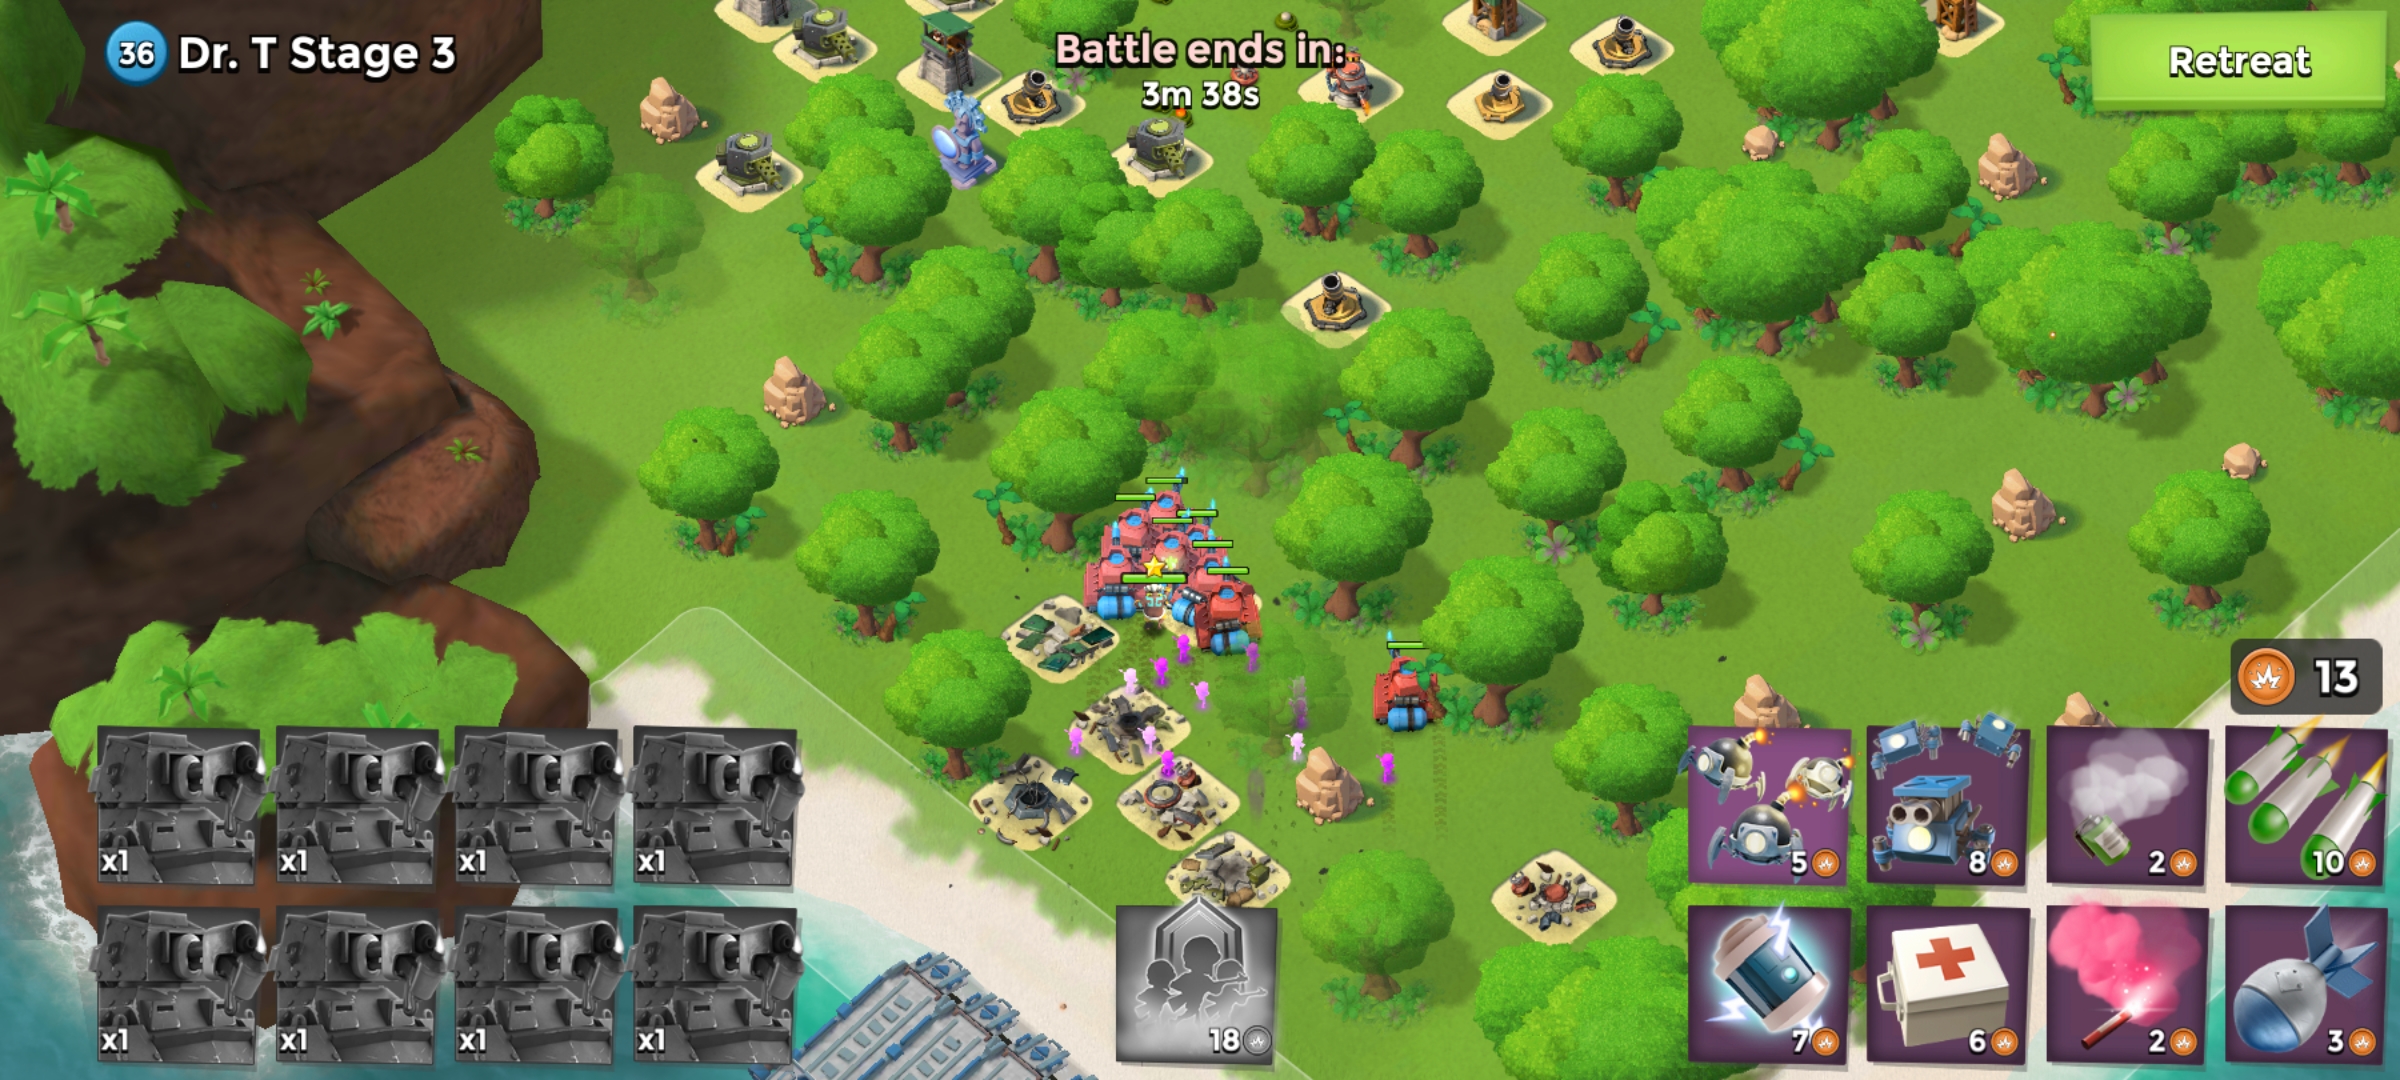 36 Dr. T Stage 3
Battle ends in:
3m 38s
Retreat
13
x1 x1 x1 x1
5 8 2 10
x1 x1 x1 x1
18
7 6 2 3